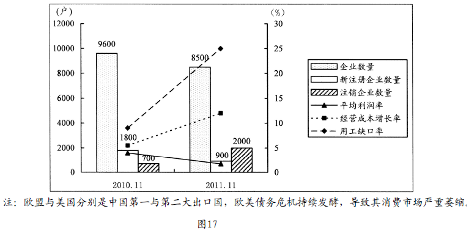 (户)
(%)
12000
10000
8000
6000
4000
2000
0
9600
1800
700
8500
900
2000
30
25
20
15
10
5
0
企业数量
新注册企业数量
注销企业数量
平均利润率
经营成本增长率
用工缺口率
2010.11
2011.11
注：欧盟与美国分别是中国第一与第二大出口国，欧美债务危机持续发酵，导致其消费市场严重萎缩.
图17